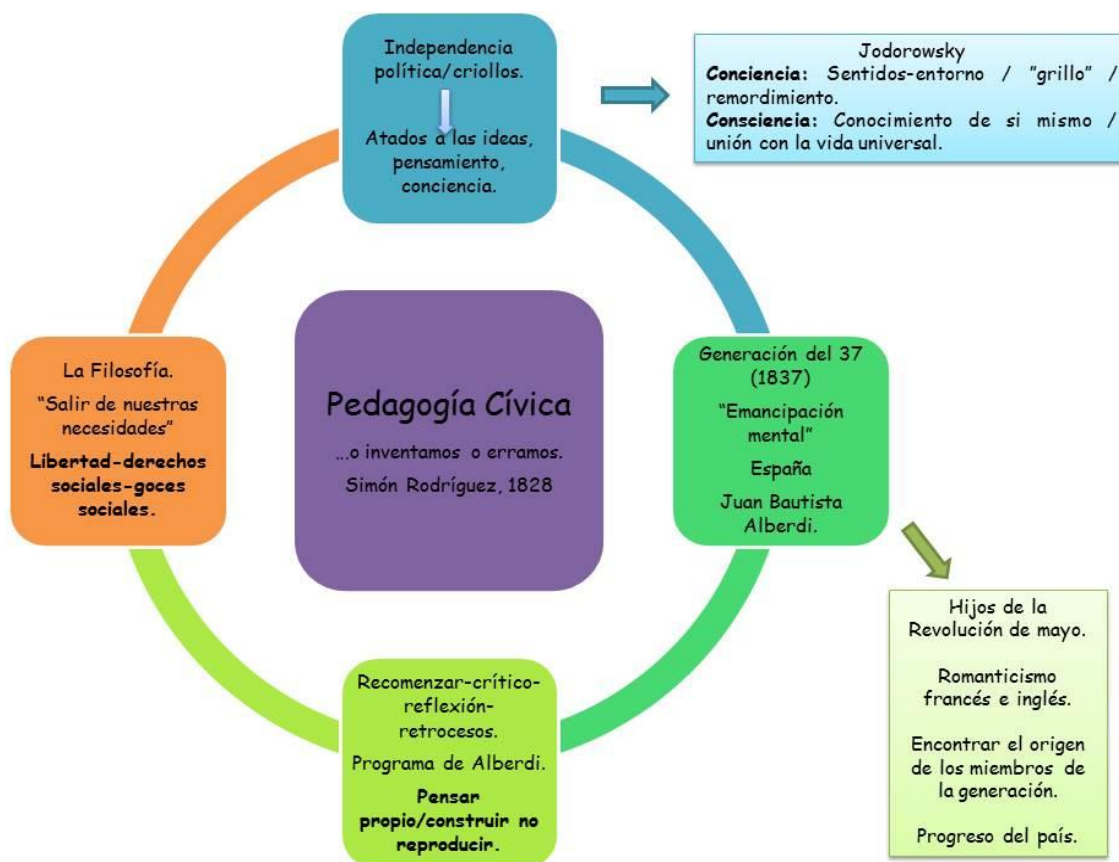 Independencia
política/criollos.
Atados a las ideas,
pensamiento,
conciencia.
Jodorowsky
Conciencia: Sentidos-entorno / "grillo" /
remordimiento.
Consciencia: Conocimiento de si mismo /
unión con la vida universal.
La Filosofía.
"Salir de nuestras
necesidades"
Libertad-derechos
sociales-goces
sociales.
Pedagogía Cívica
...o inventamos o erramos.
Simón Rodríguez, 1828
Generación del 37
(1837)
"Emancipación
mental"
España
Juan Bautista
Alberdi.
Recomenzar-crítico-
reflexión-
retrocesos.
Programa de Alberdi.
Pensar
propio/construir no
reproducir.
Hijos de la
Revolución de mayo.
Romanticismo
francés e inglés.
Encontrar el origen
de los miembros de
la generación.
Progreso del país.